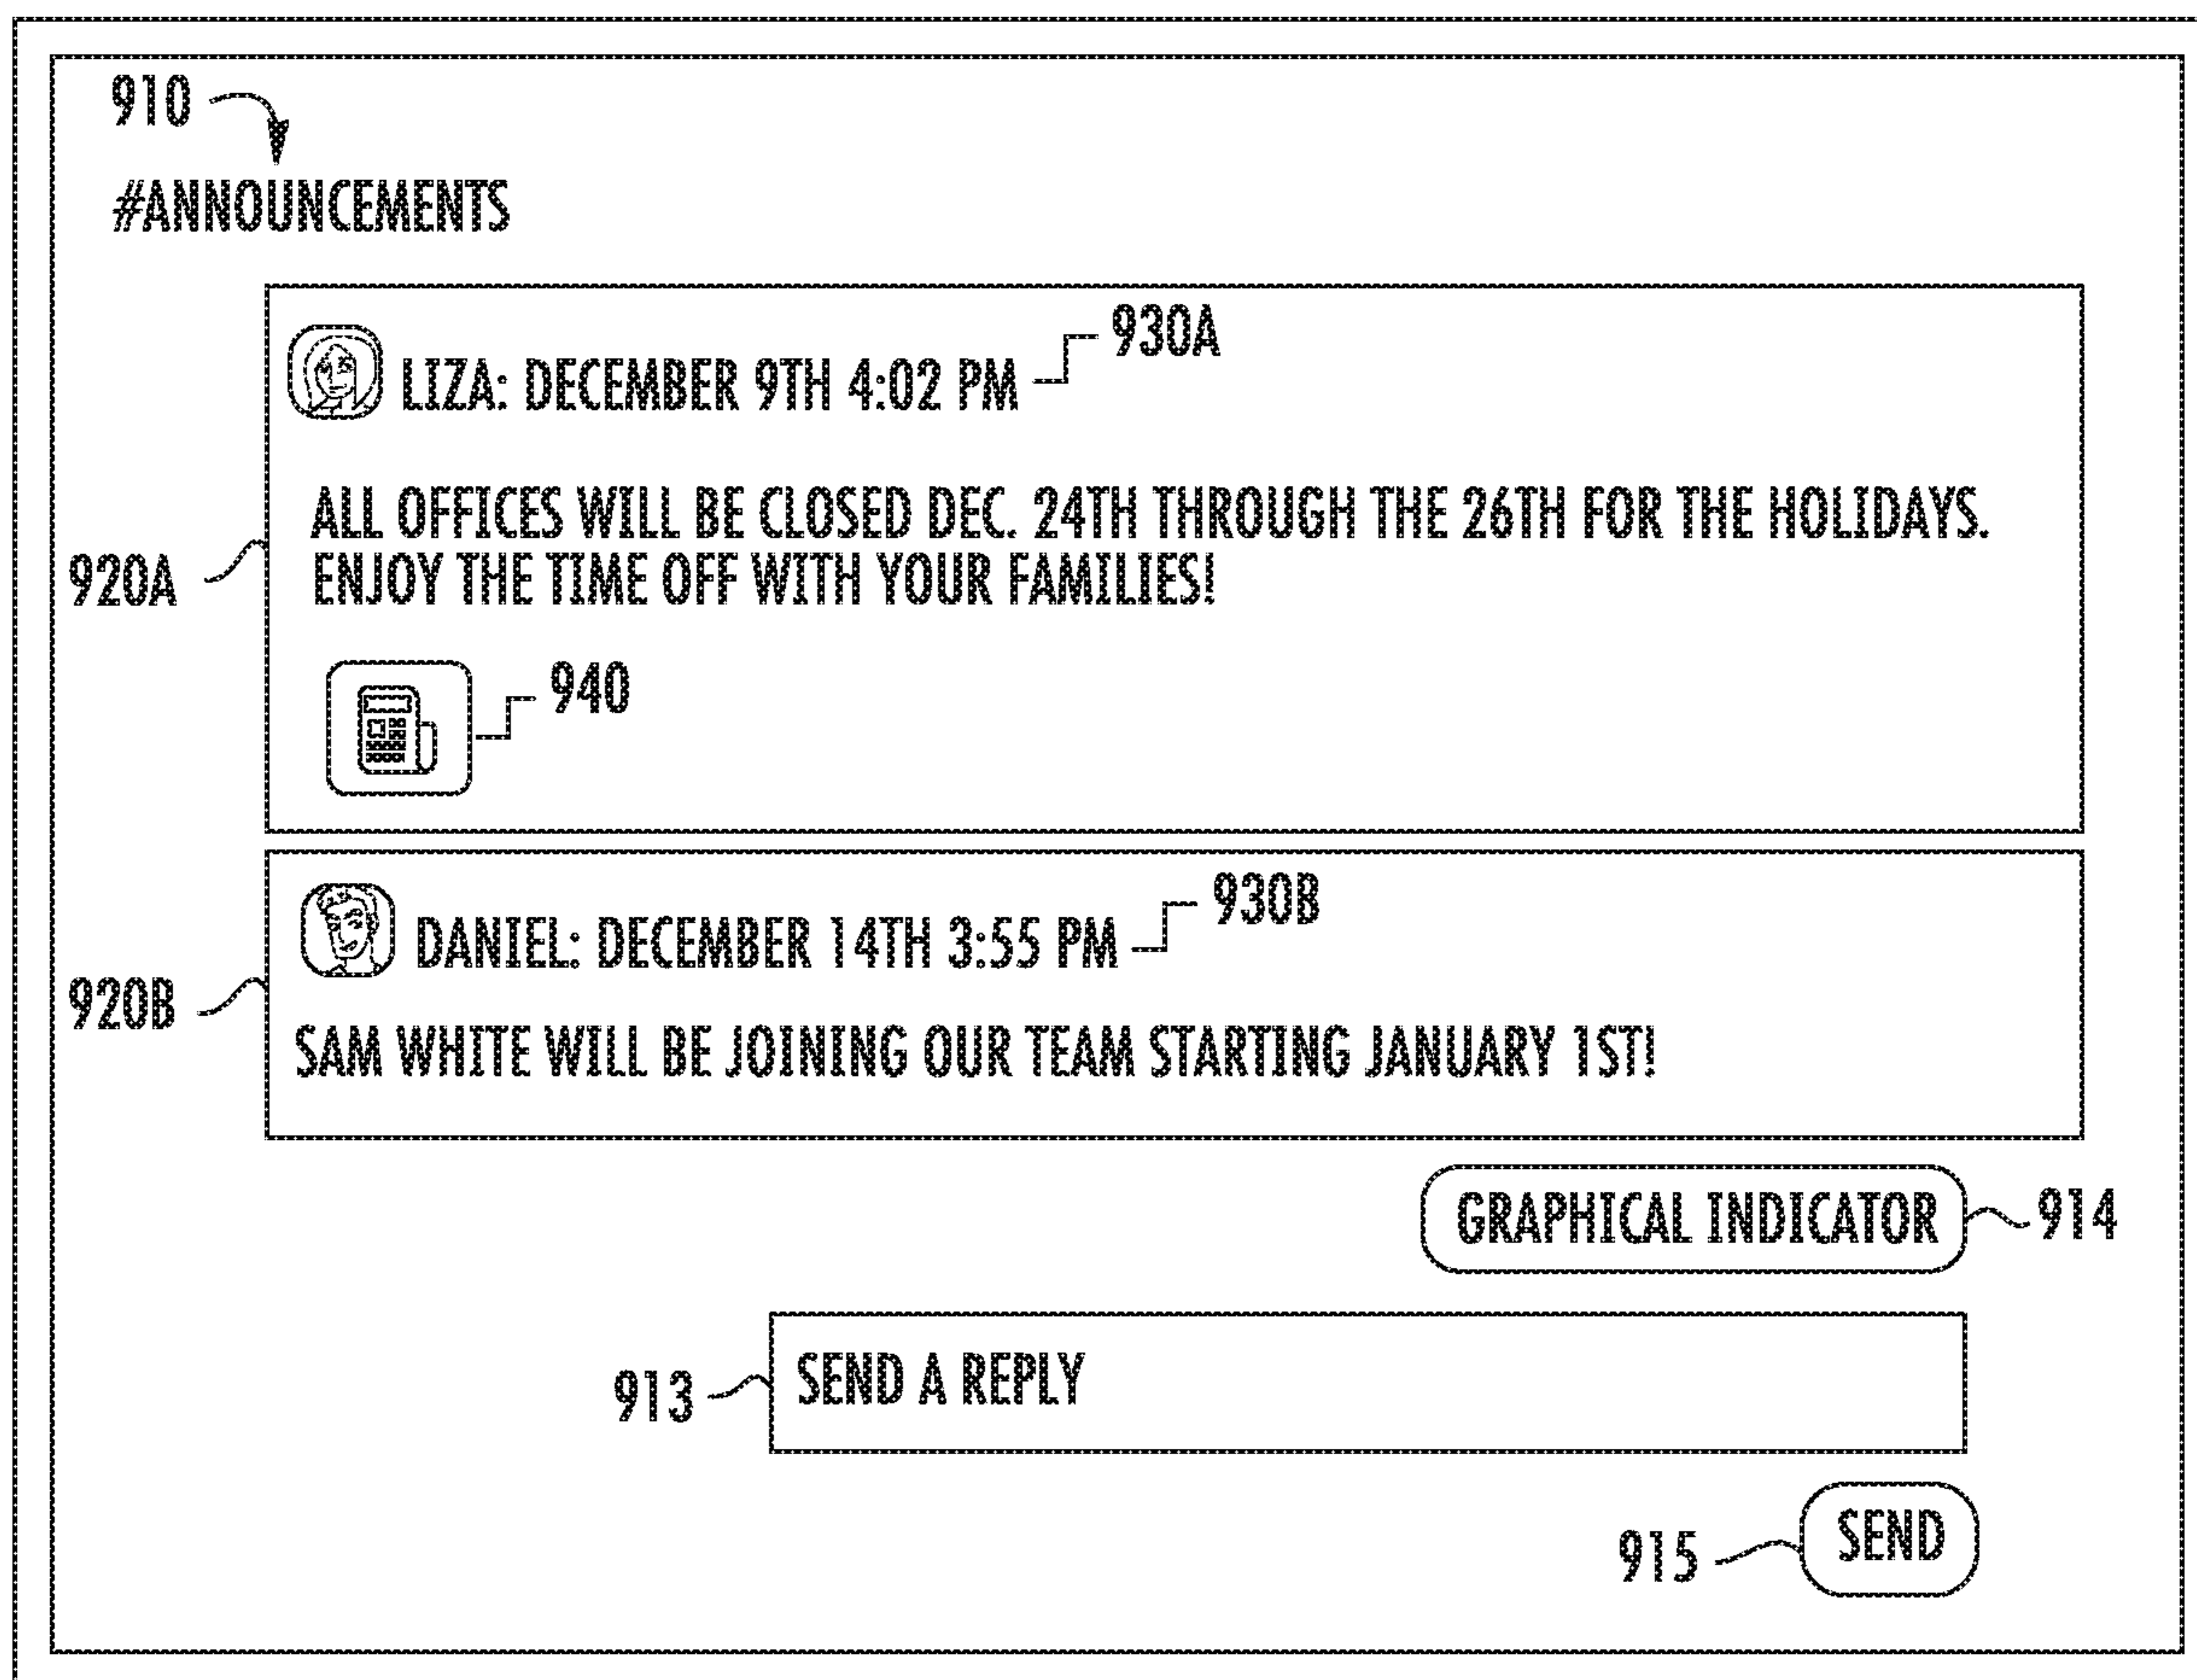 910
#ANNOUNCEMENTS
930A
LIZA: DECEMBER 9TH 4:02 PM
920A
ALL OFFICES WILL BE CLOSED DEC. 24TH THROUGH THE 26TH FOR THE HOLIDAYS.
ENJOY THE TIME OFF WITH YOUR FAMILIES!
940
930B
DANIEL: DECEMBER 14TH 3:55 PM
920B
SAM WHITE WILL BE JOINING OUR TEAM STARTING JANUARY 1ST!
GRAPHICAL INDICATOR
914
913
SEND A REPLY
915
SEND